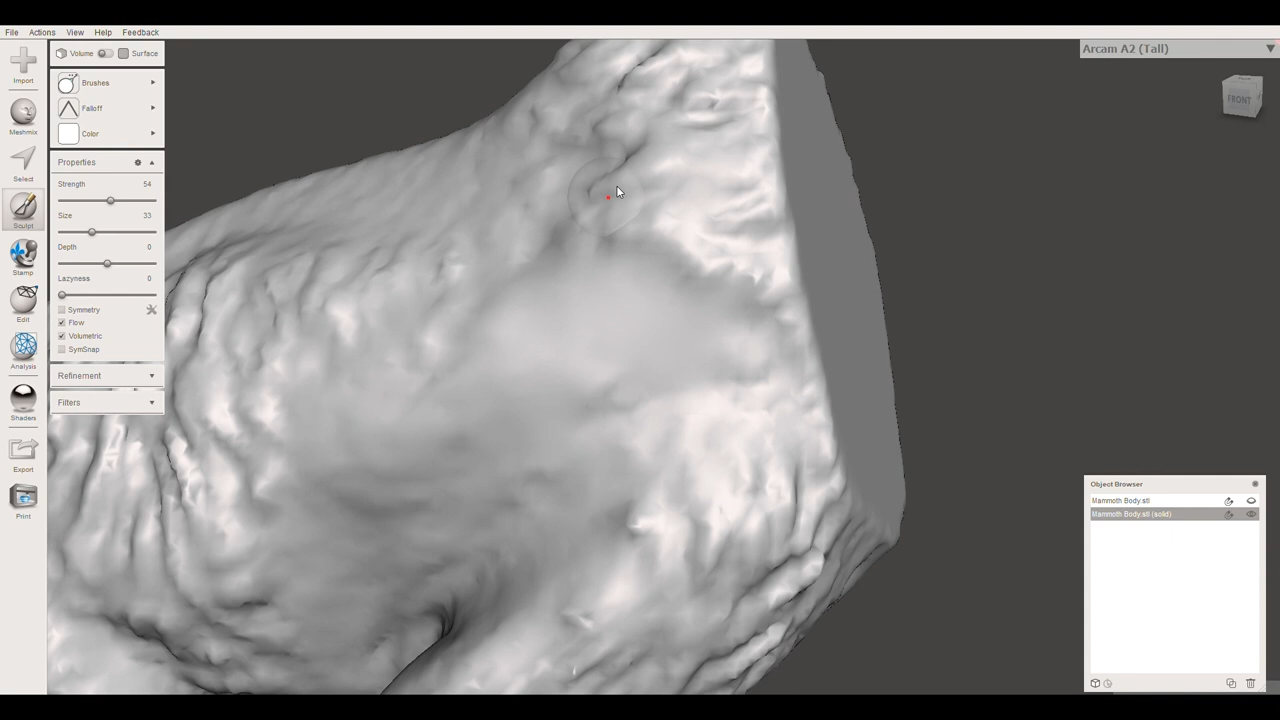 File Actions View Help Feedback
Import
Meshmix
Select
Sculpt
Stamp
Edit
Analysis
Shaders
Export
Print
Volume Surface
Brushes
Falloff
Color
Properties
Strength 54
Size 33
Depth 0
Lazyness 0
Symmetry
Flow
Volumetric
SymSnap
Refinement
Filters
Arcam A2 (Tall)
FRONT
Object Browser
Mammoth Body.stl
Mammoth Body.stl (solid)